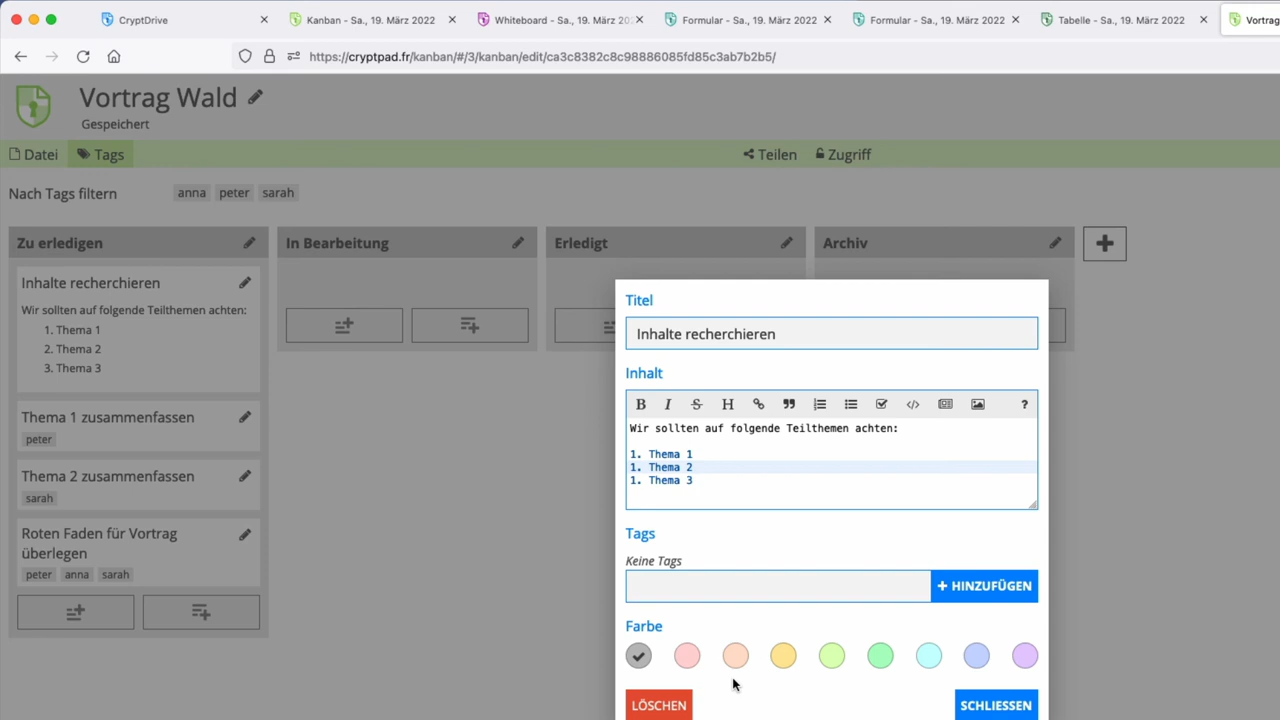 CryptDrive
Kanban - Sa., 19. März 2022
Whiteboard - Sa., 19. März 20
Formular - Sa., 19. März 2022
Formular - Sa., 19. März 2022
Tabelle - Sa., 19. März 2022
Vortrag
https://cryptpad.fr/kanban/#/3/kanban/edit/ca3c8382c8c98886085fd85c3ab7b2b5/
Vortrag Wald
Gespeichert
Datei
Tags
Teilen
Zugriff
Nach Tags filtern
anna
peter
sarah
Zu erledigen
In Bearbeitung
Erledigt
Archiv
Inhalte recherchieren
Wir sollten auf folgende Teilthemen achten:
1. Thema 1
2. Thema 2
3. Thema 3
Thema 1 zusammenfassen
peter
Thema 2 zusammenfassen
sarah
Roten Faden für Vortrag
überlegen
peter anna sarah
Titel
Inhalte recherchieren
Inhalt
B I S H ?
Wir sollten auf folgende Teilthemen achten:
1. Thema 1
1. Thema 2
1. Thema 3
Tags
Keine Tags
+ HINZUFÜGEN
Farbe
LÖSCHEN
SCHLIESSEN